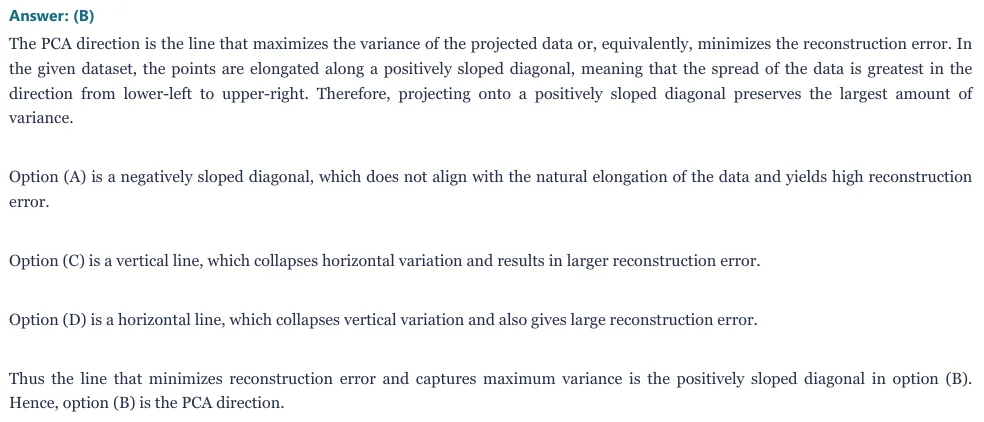 Answer: (B)
The PCA direction is the line that maximizes the variance of the projected data or, equivalently, minimizes the reconstruction error. In
the given dataset, the points are elongated along a positively sloped diagonal, meaning that the spread of the data is greatest in the
direction from lower-left to upper-right. Therefore, projecting onto a positively sloped diagonal preserves the largest amount of
variance.
Option (A) is a negatively sloped diagonal, which does not align with the natural elongation of the data and yields high reconstruction
error.
Option (C) is a vertical line, which collapses horizontal variation and results in larger reconstruction error.
Option (D) is a horizontal line, which collapses vertical variation and also gives large reconstruction error.
Thus the line that minimizes reconstruction error and captures maximum variance is the positively sloped diagonal in option (B).
Hence, option (B) is the PCA direction.